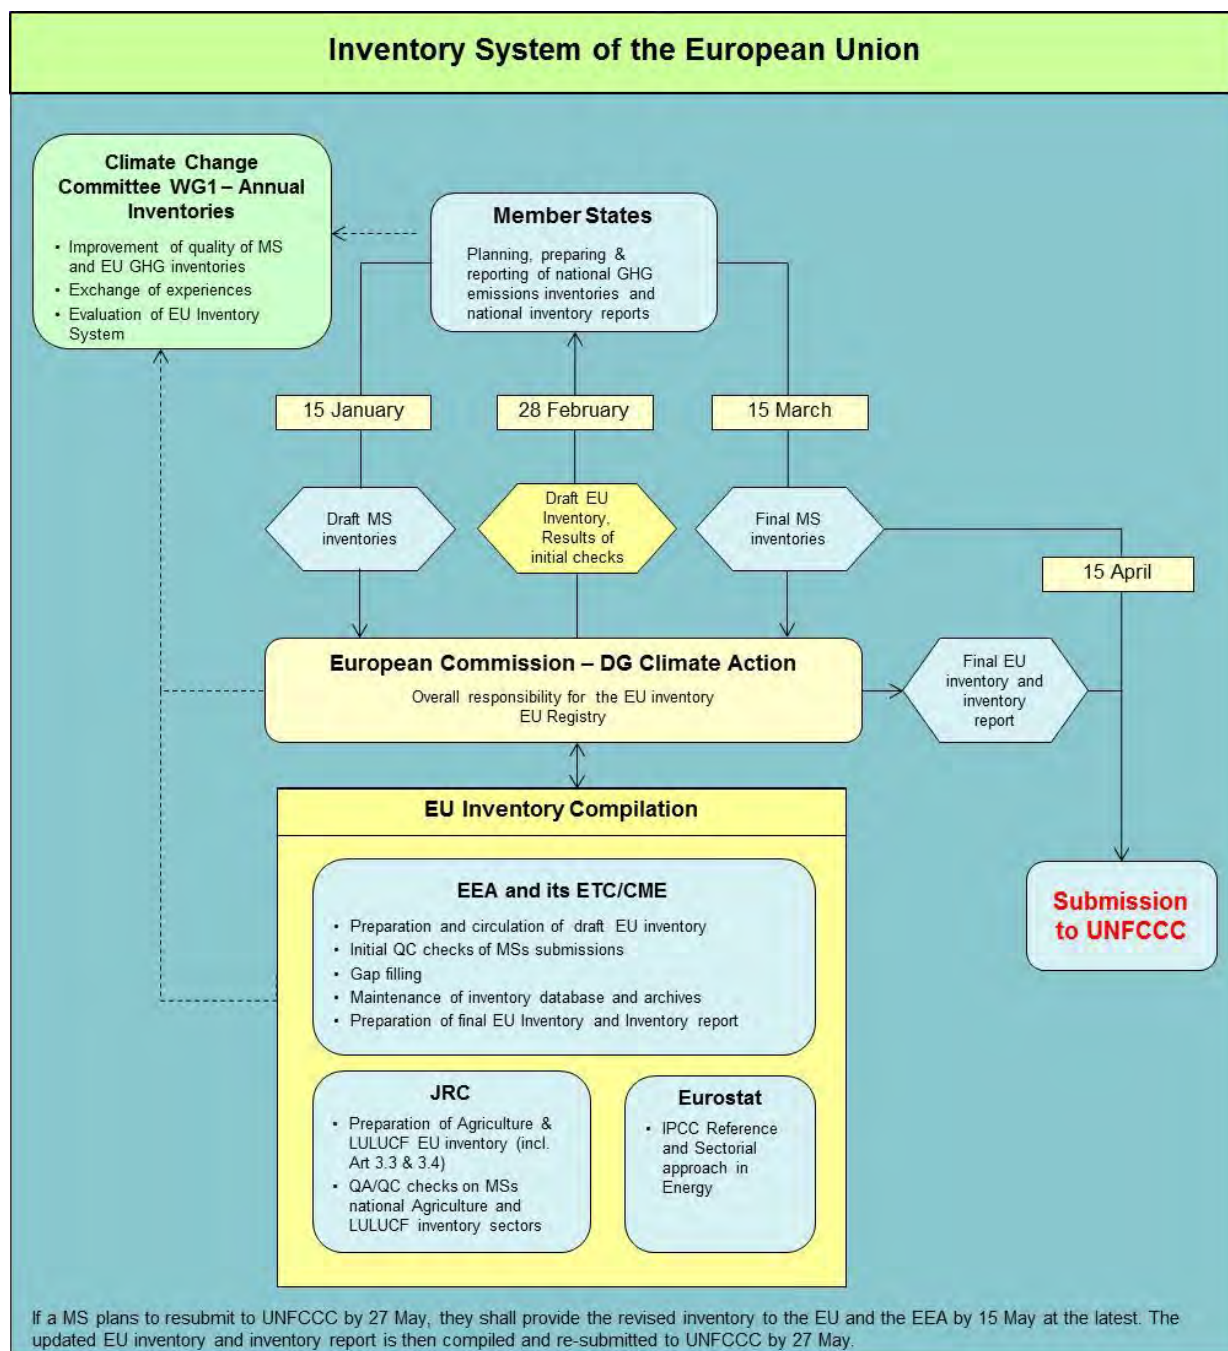 Inventory System of the European Union
Climate Change
Committee WG1 – Annual
Inventories
• Improvement of quality of MS
and EU GHG inventories
• Exchange of experiences
• Evaluation of EU Inventory
System
Member States
Planning, preparing &
reporting of national GHG
emissions inventories and
national inventory reports
15 January
28 February
15 March
Draft MS
inventories
Draft EU
Inventory.
Results of
initial checks
Final MS
inventories
15 April
European Commission – DG Climate Action
Overall responsibility for the EU inventory
EU Registry
Final EU
inventory and
inventory
report
EU Inventory Compilation
EEA and its ETC/CME
• Preparation and circulation of draft EU inventory
• Initial QC checks of MSs submissions
• Gap filling
• Maintenance of inventory database and archives
• Preparation of final EU Inventory and Inventory report
Submission
to UNFCCC
JRC
• Preparation of Agriculture &
LULUCF EU inventory (incl.
Art 3.3 & 3.4)
• QA/QC checks on MSs
national Agriculture and
LULUCF inventory sectors
Eurostat
• IPCC Reference
and Sectorial
approach in
Energy
If a MS plans to resubmit to UNFCCC by 27 May, they shall provide the revised inventory to the EU and the EEA by 15 May at the latest. The
updated EU inventory and inventory report is then compiled and re-submitted to UNFCCC by 27 May.